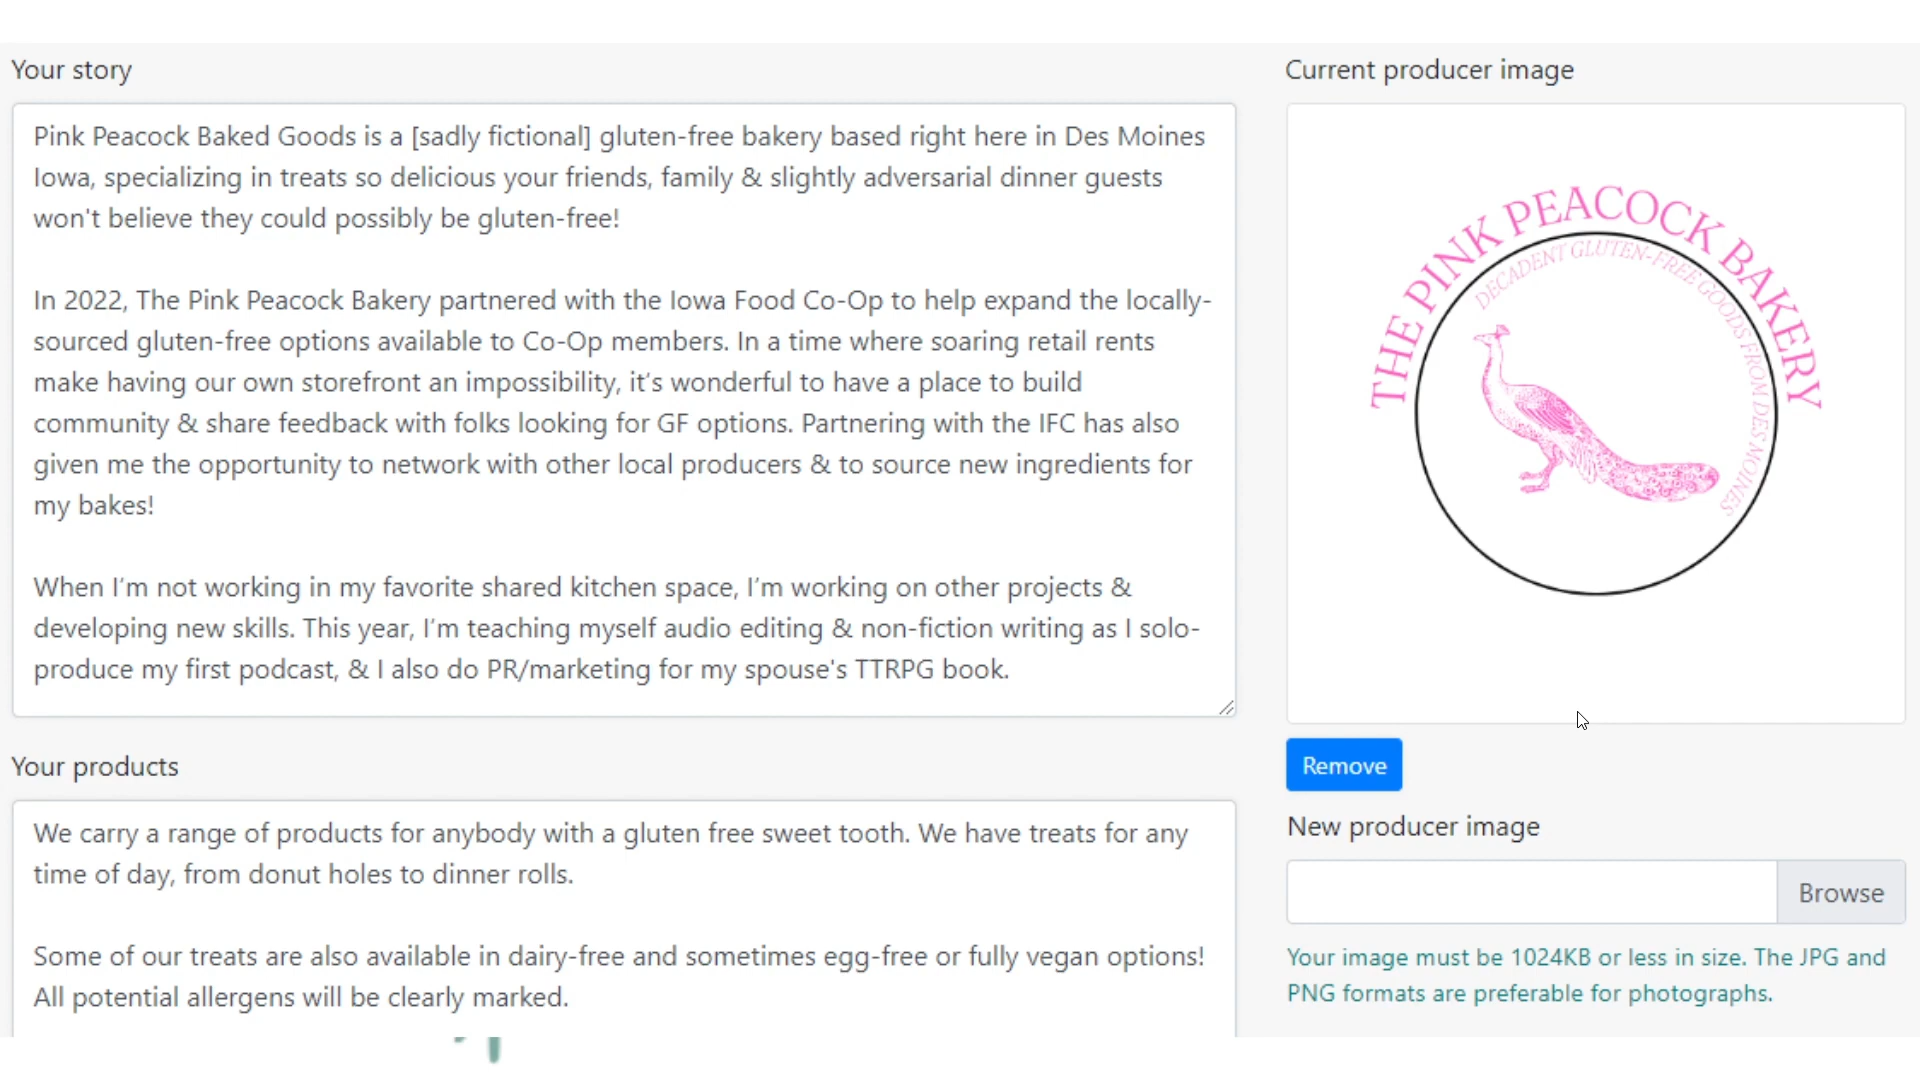 Your story
Pink Peacock Baked Goods is a [sadly fictional] gluten-free bakery based right here in Des Moines
Iowa, specializing in treats so delicious your friends, family & slightly adversarial dinner guests
won't believe they could possibly be gluten-free!
In 2022, The Pink Peacock Bakery partnered with the Iowa Food Co-Op to help expand the locally-
sourced gluten-free options available to Co-Op members. In a time where soaring retail rents
make having our own storefront an impossibility, it's wonderful to have a place to build
community & share feedback with folks looking for GF options. Partnering with the IFC has also
given me the opportunity to network with other local producers & to source new ingredients for
my bakes!
When I'm not working in my favorite shared kitchen space, I'm working on other projects &
developing new skills. This year, I'm teaching myself audio editing & non-fiction writing as I solo-
produce my first podcast, & I also do PR/marketing for my spouse's TTRPG book.
Your products
We carry a range of products for anybody with a gluten free sweet tooth. We have treats for any
time of day, from donut holes to dinner rolls.
Some of our treats are also available in dairy-free and sometimes egg-free or fully vegan options!
All potential allergens will be clearly marked.
Current producer image
THE PINK PEACOCK BAKERY
DECADENT GLUTEN-FREE GOODS FROM DES MOINES
Remove
New producer image
Browse
Your image must be 1024KB or less in size. The JPG and
PNG formats are preferable for photographs.